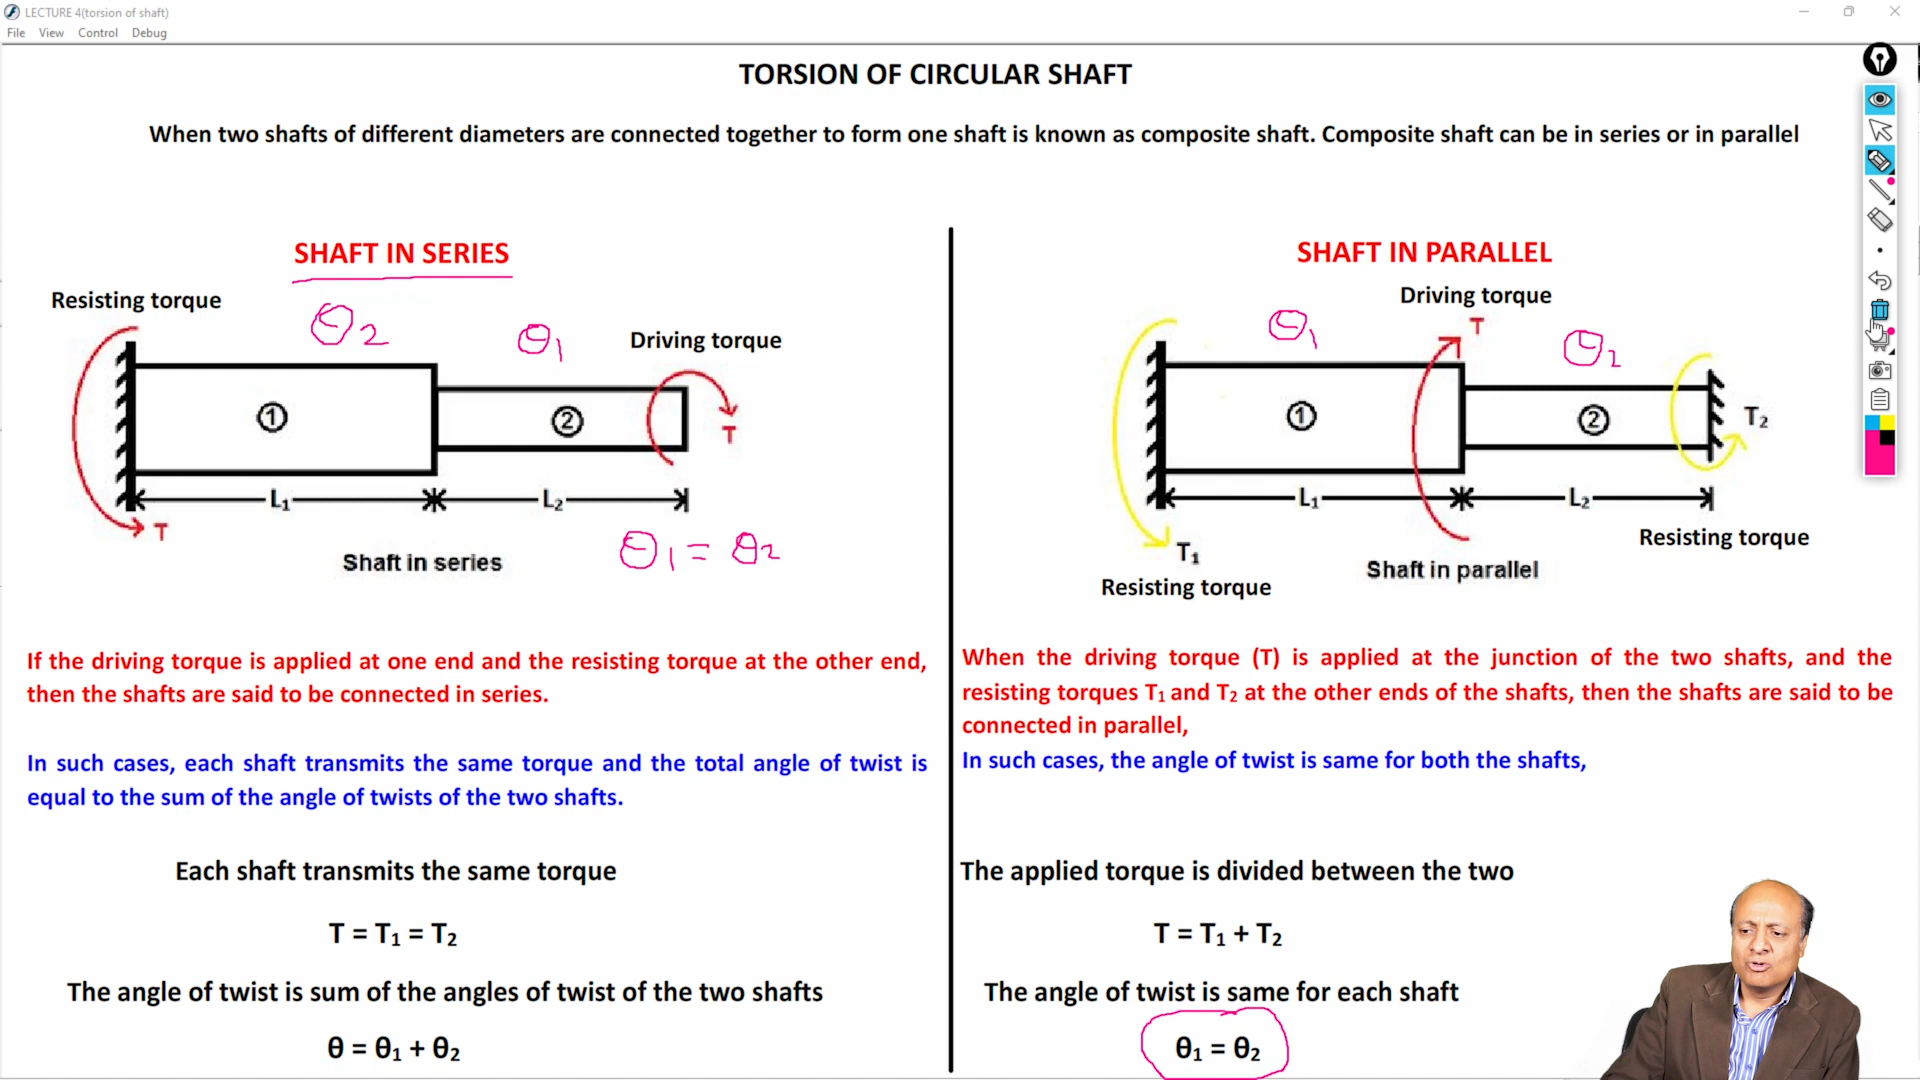 LECTURE 4(torsion of shaft)
File View Control Debug
TORSION OF CIRCULAR SHAFT
When two shafts of different diameters are connected together to form one shaft is known as composite shaft. Composite shaft can be in series or in parallel
SHAFT IN SERIES
Resisting torque
θ2
θ1
Driving torque
1
2
T
L1
L2
T
θ1 = θ2
Shaft in series
If the driving torque is applied at one end and the resisting torque at the other end,
then the shafts are said to be connected in series.
In such cases, each shaft transmits the same torque and the total angle of twist is
equal to the sum of the angle of twists of the two shafts.
Each shaft transmits the same torque
T = T1 = T2
The angle of twist is sum of the angles of twist of the two shafts
θ = θ1 + θ2
SHAFT IN PARALLEL
Driving torque
θ1
T
θ2
1
2
T2
L1
L2
Resisting torque
T1
Shaft in parallel
Resisting torque
When the driving torque (T) is applied at the junction of the two shafts, and the
resisting torques T1 and T2 at the other ends of the shafts, then the shafts are said to be
connected in parallel,
In such cases, the angle of twist is same for both the shafts,
The applied torque is divided between the two
T = T1 + T2
The angle of twist is same for each shaft
θ1 = θ2